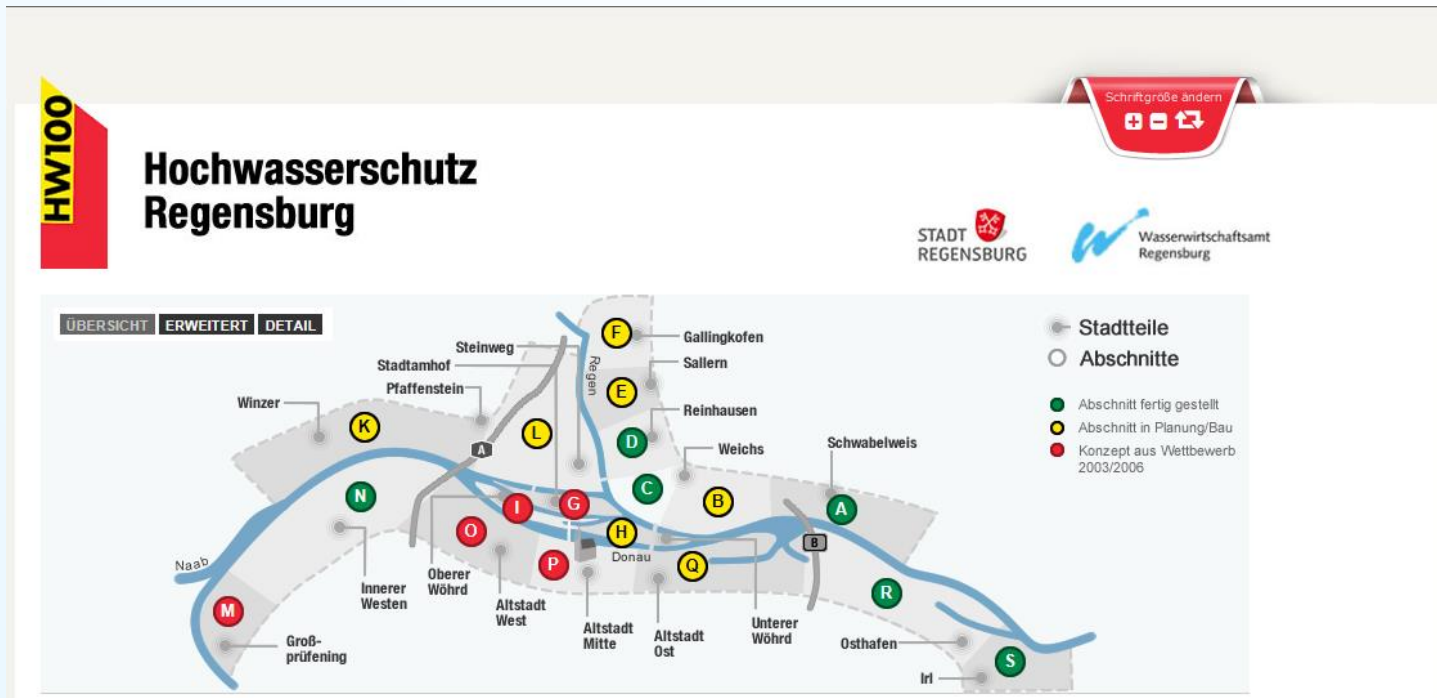 HW100
Schriftgröße ändern
Hochwasserschutz
Regensburg
STADT
REGENSBURG
Wasserwirtschaftsamt
Regensburg
ÜBERSICHT ERWEITERT DETAIL
Stadtteile
Abschnitte
Abschnitt fertig gestellt
Abschnitt in Planung/Bau
Konzept aus Wettbewerb
2003/2006
F
Gallingkofen
Steinweg
Regen
Sallern
Stadtamhof
E
Pfaffenstein
Winzer
Reinhausen
K
L
D
Weichs
Schwabelweis
A
C
N
I
G
B
A
O
H
B
Donau
P
Q
Naab
Innerer
Westen
Oberer
Wöhrd
Altstadt
West
Altstadt
Mitte
Altstadt
Ost
Unterer
Wöhrd
R
M
Groß-
prüfening
Osthafen
S
Irl